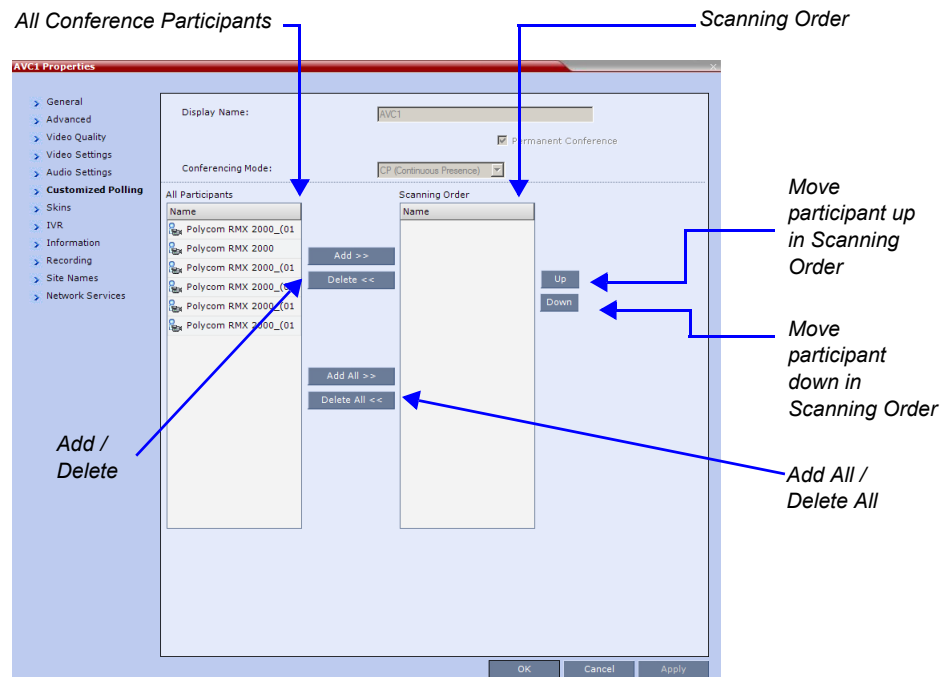 All Conference Participants
Scanning Order
AVC1 Properties
General
Advanced
Video Quality
Video Settings
Audio Settings
Customized Polling
Skins
IVR
Information
Recording
Site Names
Network Services
Display Name:
AVC1
Permanent Conference
Conferencing Mode:
CP (Continuous Presence)
All Participants
Name
Polycom RMX 2000_(01
Polycom RMX 2000
Polycom RMX 2000_(01
Polycom RMX 2000_(01
Polycom RMX 2000_(01
Polycom RMX 2000_(01
Add >>
Delete <<
Add All >>
Delete All <<
Scanning Order
Name
Up
Down
Move
participant up
in Scanning
Order
Move
participant
down in
Scanning Order
Add /
Delete
Add All /
Delete All
OK
Cancel
Apply